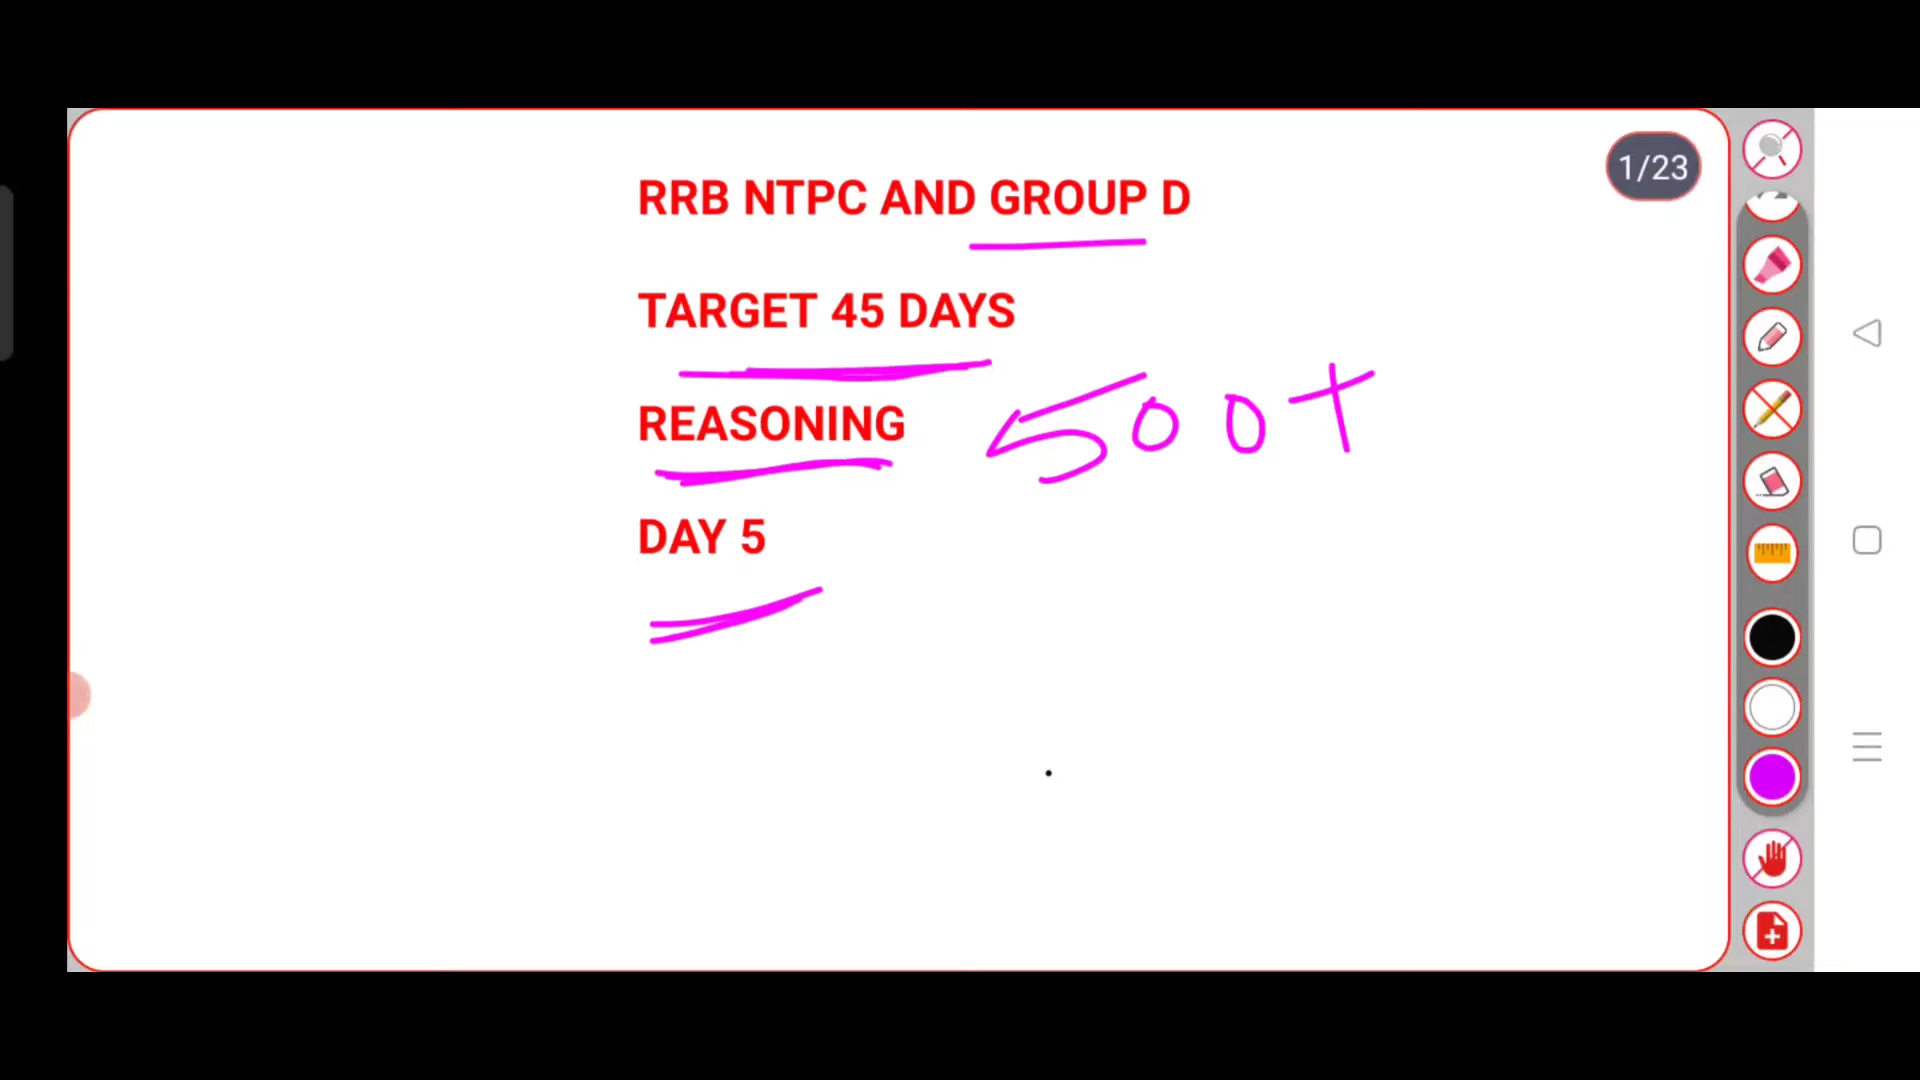 RRB NTPC AND GROUP D
1/23
TARGET 45 DAYS
REASONING
500+
DAY 5